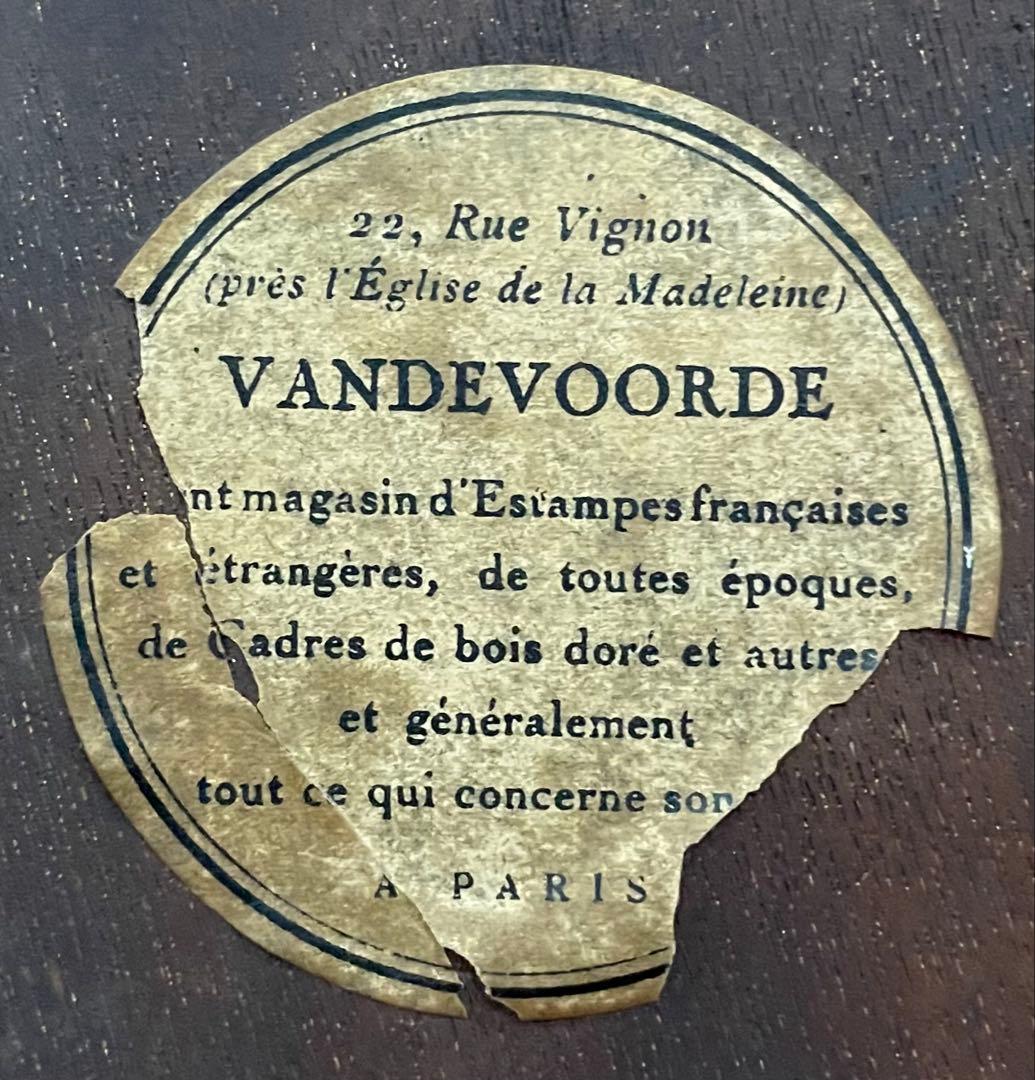 22, Rue Vignon
(près l'Église de la Madeleine)
VANDEVOORDE
nt magasin d'Estampes françaises
et étrangères, de toutes époques,
de Cadres de bois doré et autres
et généralement
tout ce qui concerne son
A PARIS